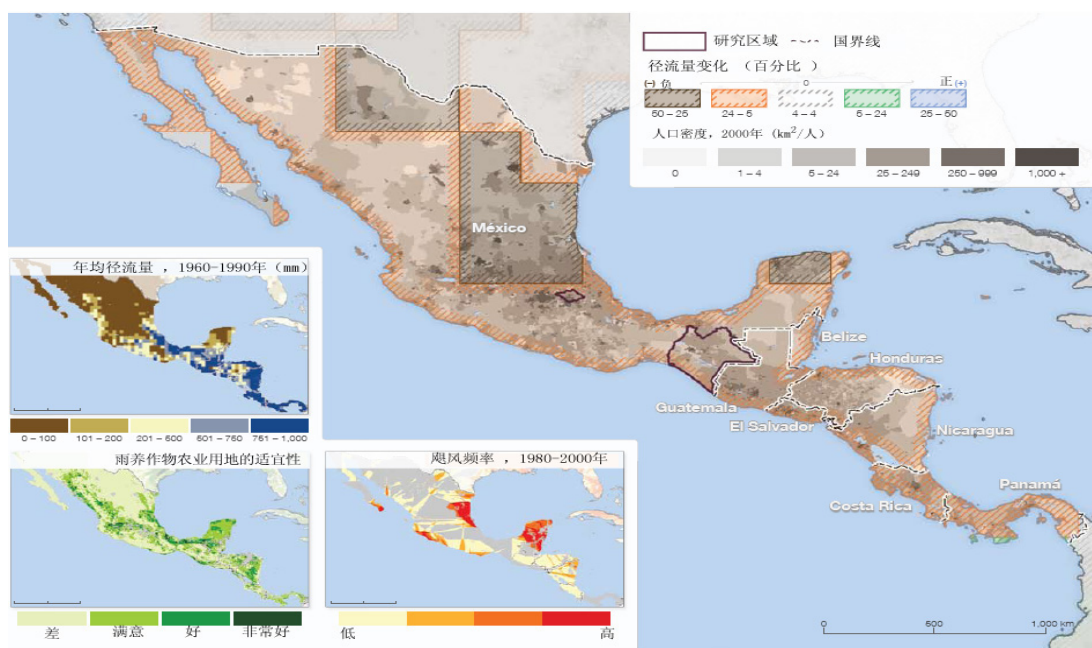 研究区域 国界线
径流量变化 （百分比 ）
(-) 负 0 正 (+)
50 – 25 24 – 5 4 – 4 5 – 24 25 – 50
人口密度，2000年（km²/人）
0 1 – 4 5 – 24 25 – 249 250 – 999 1,000 +
México
Belize
Honduras
Guatemala
El Salvador
Nicaragua
Panamá
Costa Rica
年均径流量 ，1960-1990年（mm）
0 – 100 101 – 200 201 – 500 501 – 750 751 – 1,000
雨养作物农业用地的适宜性
差 满意 好 非常好
飓风频率 ，1980-2000年
低 高
0 500 1,000 km